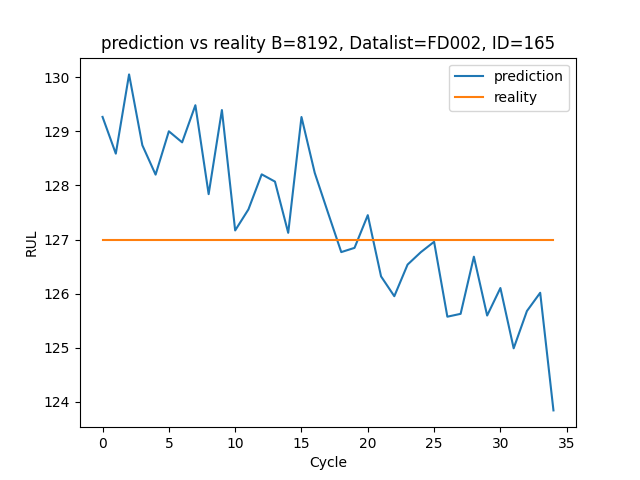 prediction vs reality B=8192, Datalist=FD002, ID=165
prediction
reality
130
129
128
127
126
125
124
RUL
0 5 10 15 20 25 30 35
Cycle